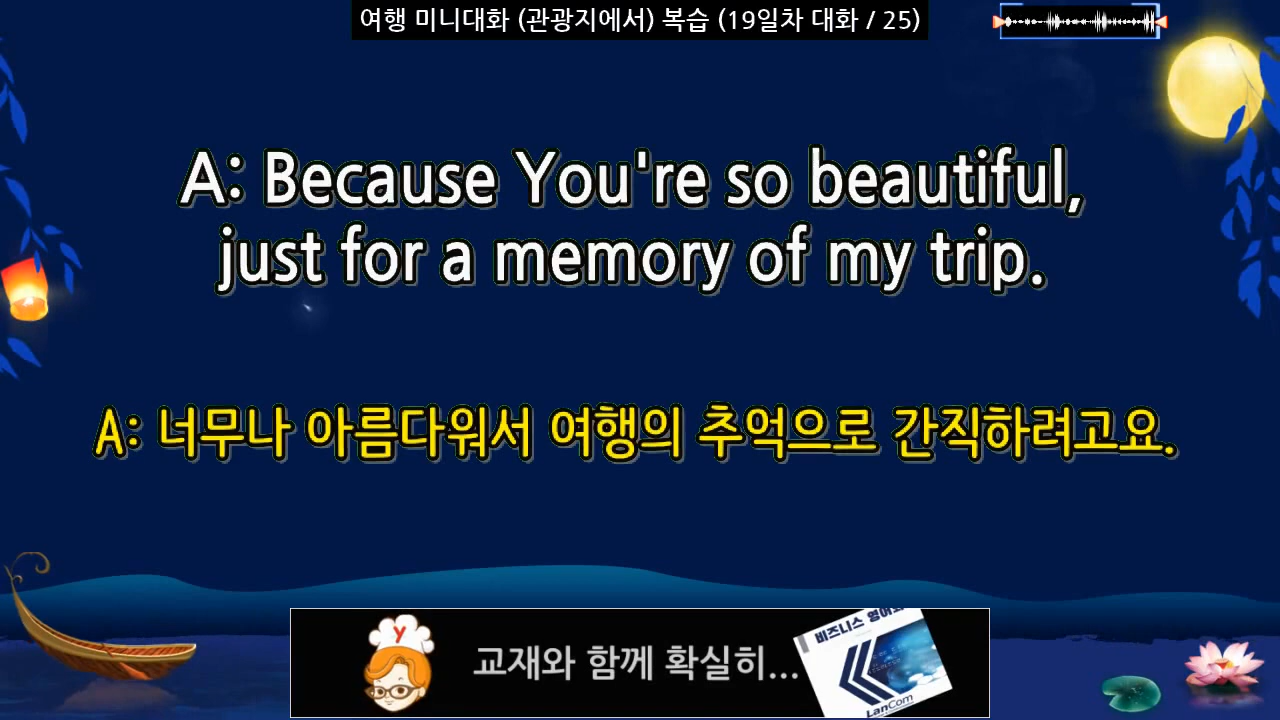 여행 미니대화 (관광지에서) 복습 (19일차 대화 / 25)
A: Because You're so beautiful,
just for a memory of my trip.
A: 너무나 아름다워서 여행의 추억으로 간직하려고요.
Y
교재와 함께 확실히...
비즈니스
LanCom